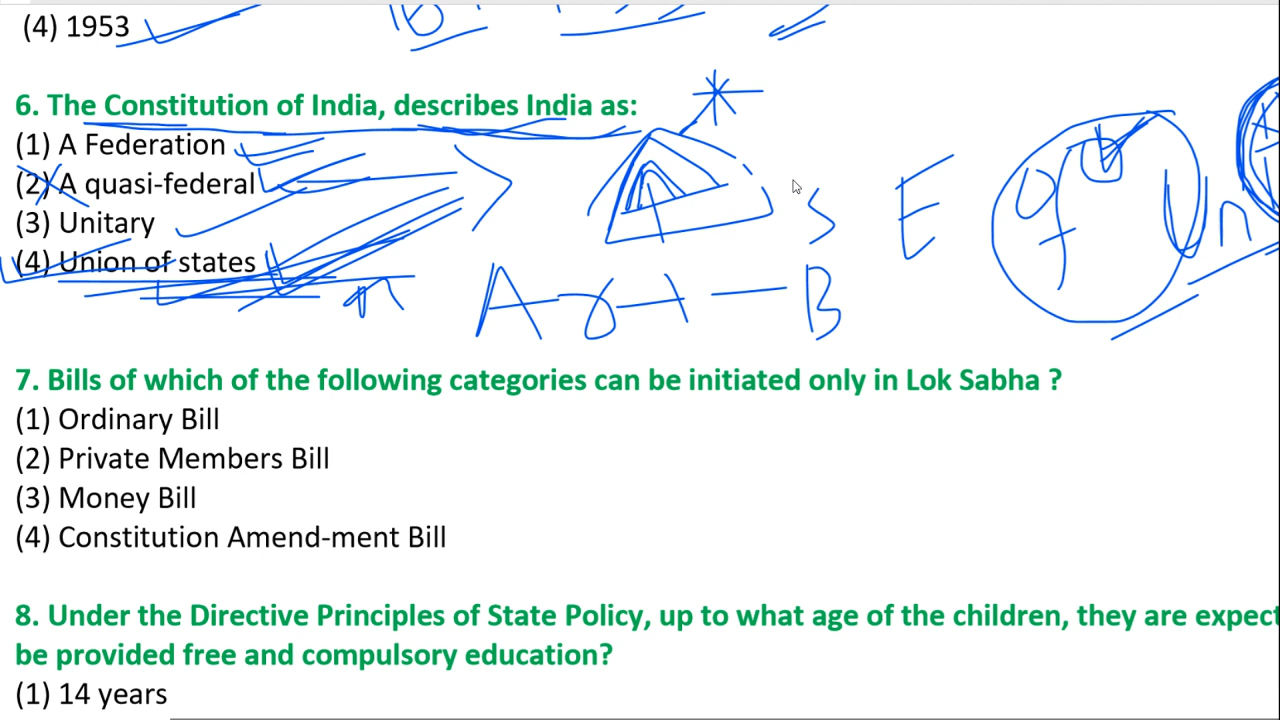 (4) 1953
6. The Constitution of India, describes India as:
(1) A Federation
(2) A quasi-federal
(3) Unitary
(4) Union of states
S E
Un
A B
7. Bills of which of the following categories can be initiated only in Lok Sabha ?
(1) Ordinary Bill
(2) Private Members Bill
(3) Money Bill
(4) Constitution Amend-ment Bill
8. Under the Directive Principles of State Policy, up to what age of the children, they are expect
be provided free and compulsory education?
(1) 14 years